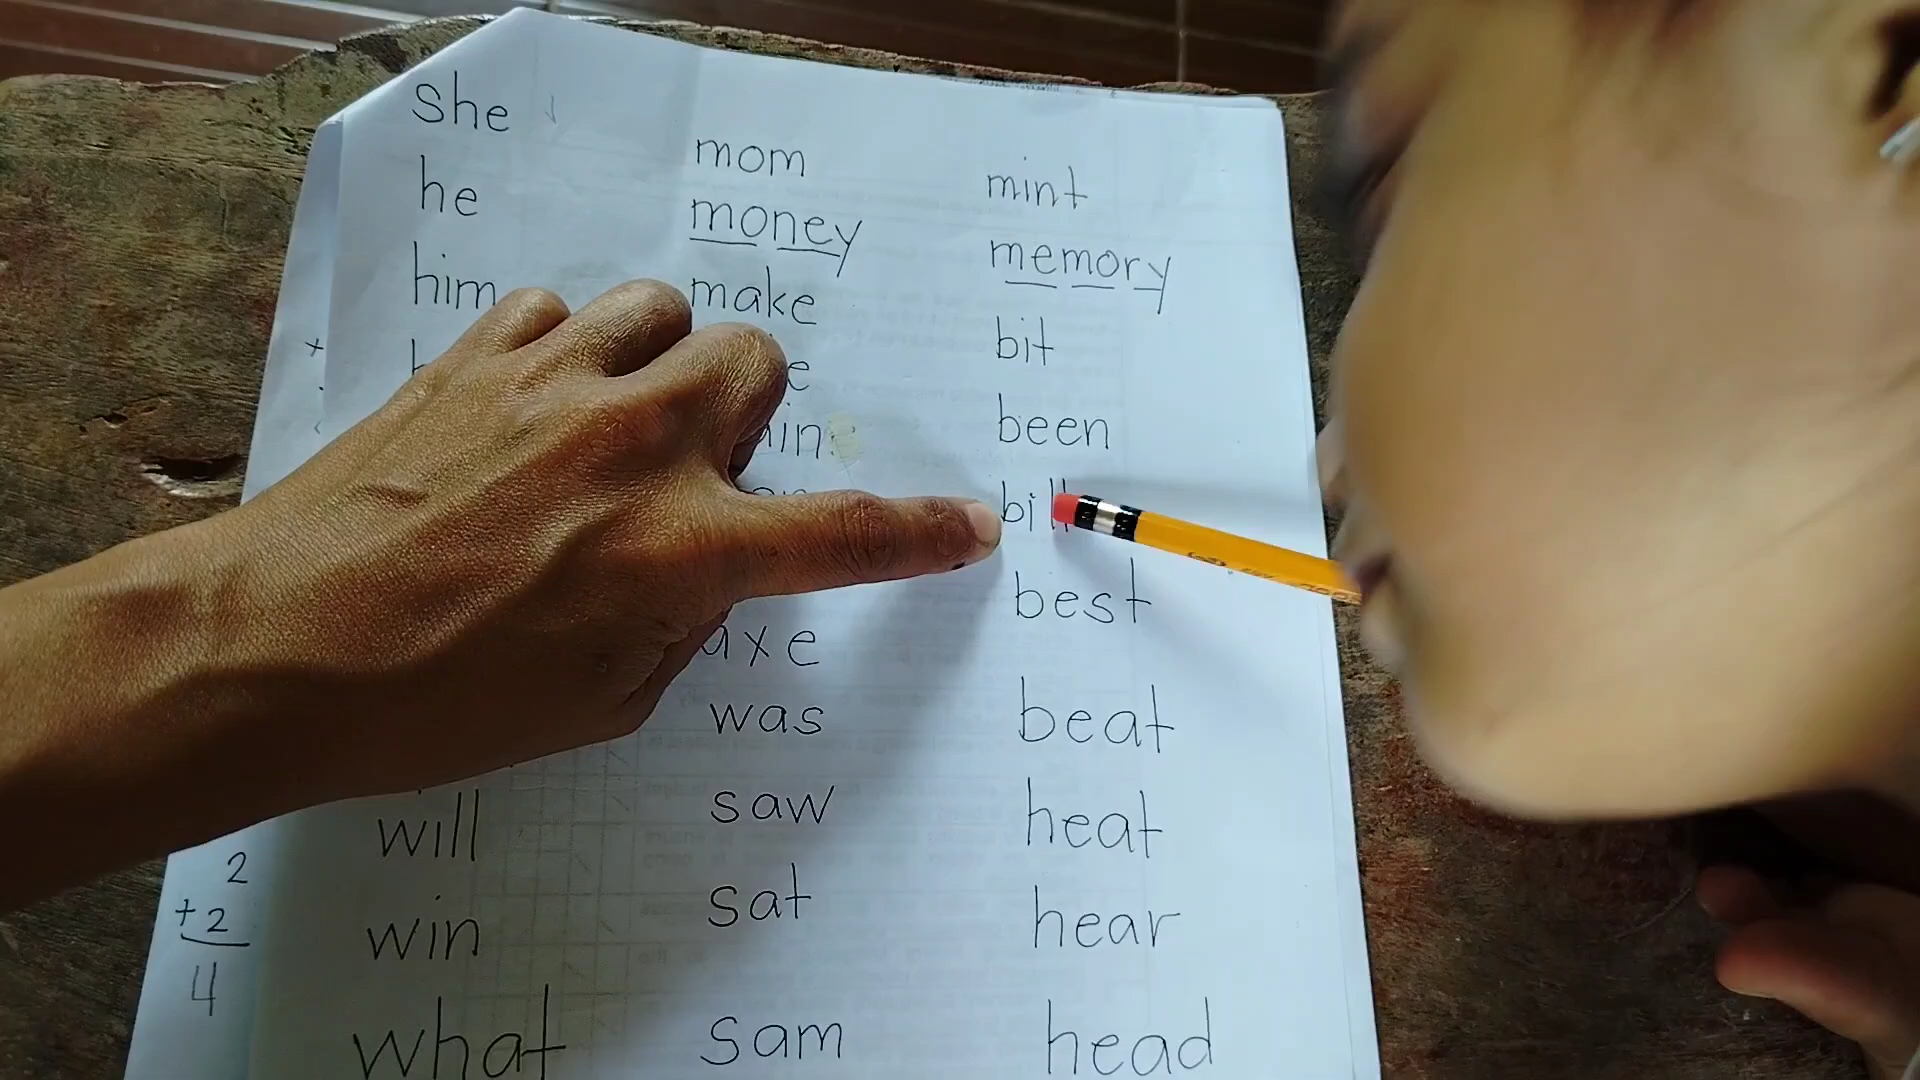 she
he
him
will
win
what
mom
money
make
axe
was
saw
sat
sam
mint
memory
bit
been
bill
best
beat
heat
hear
head
2
+2
4